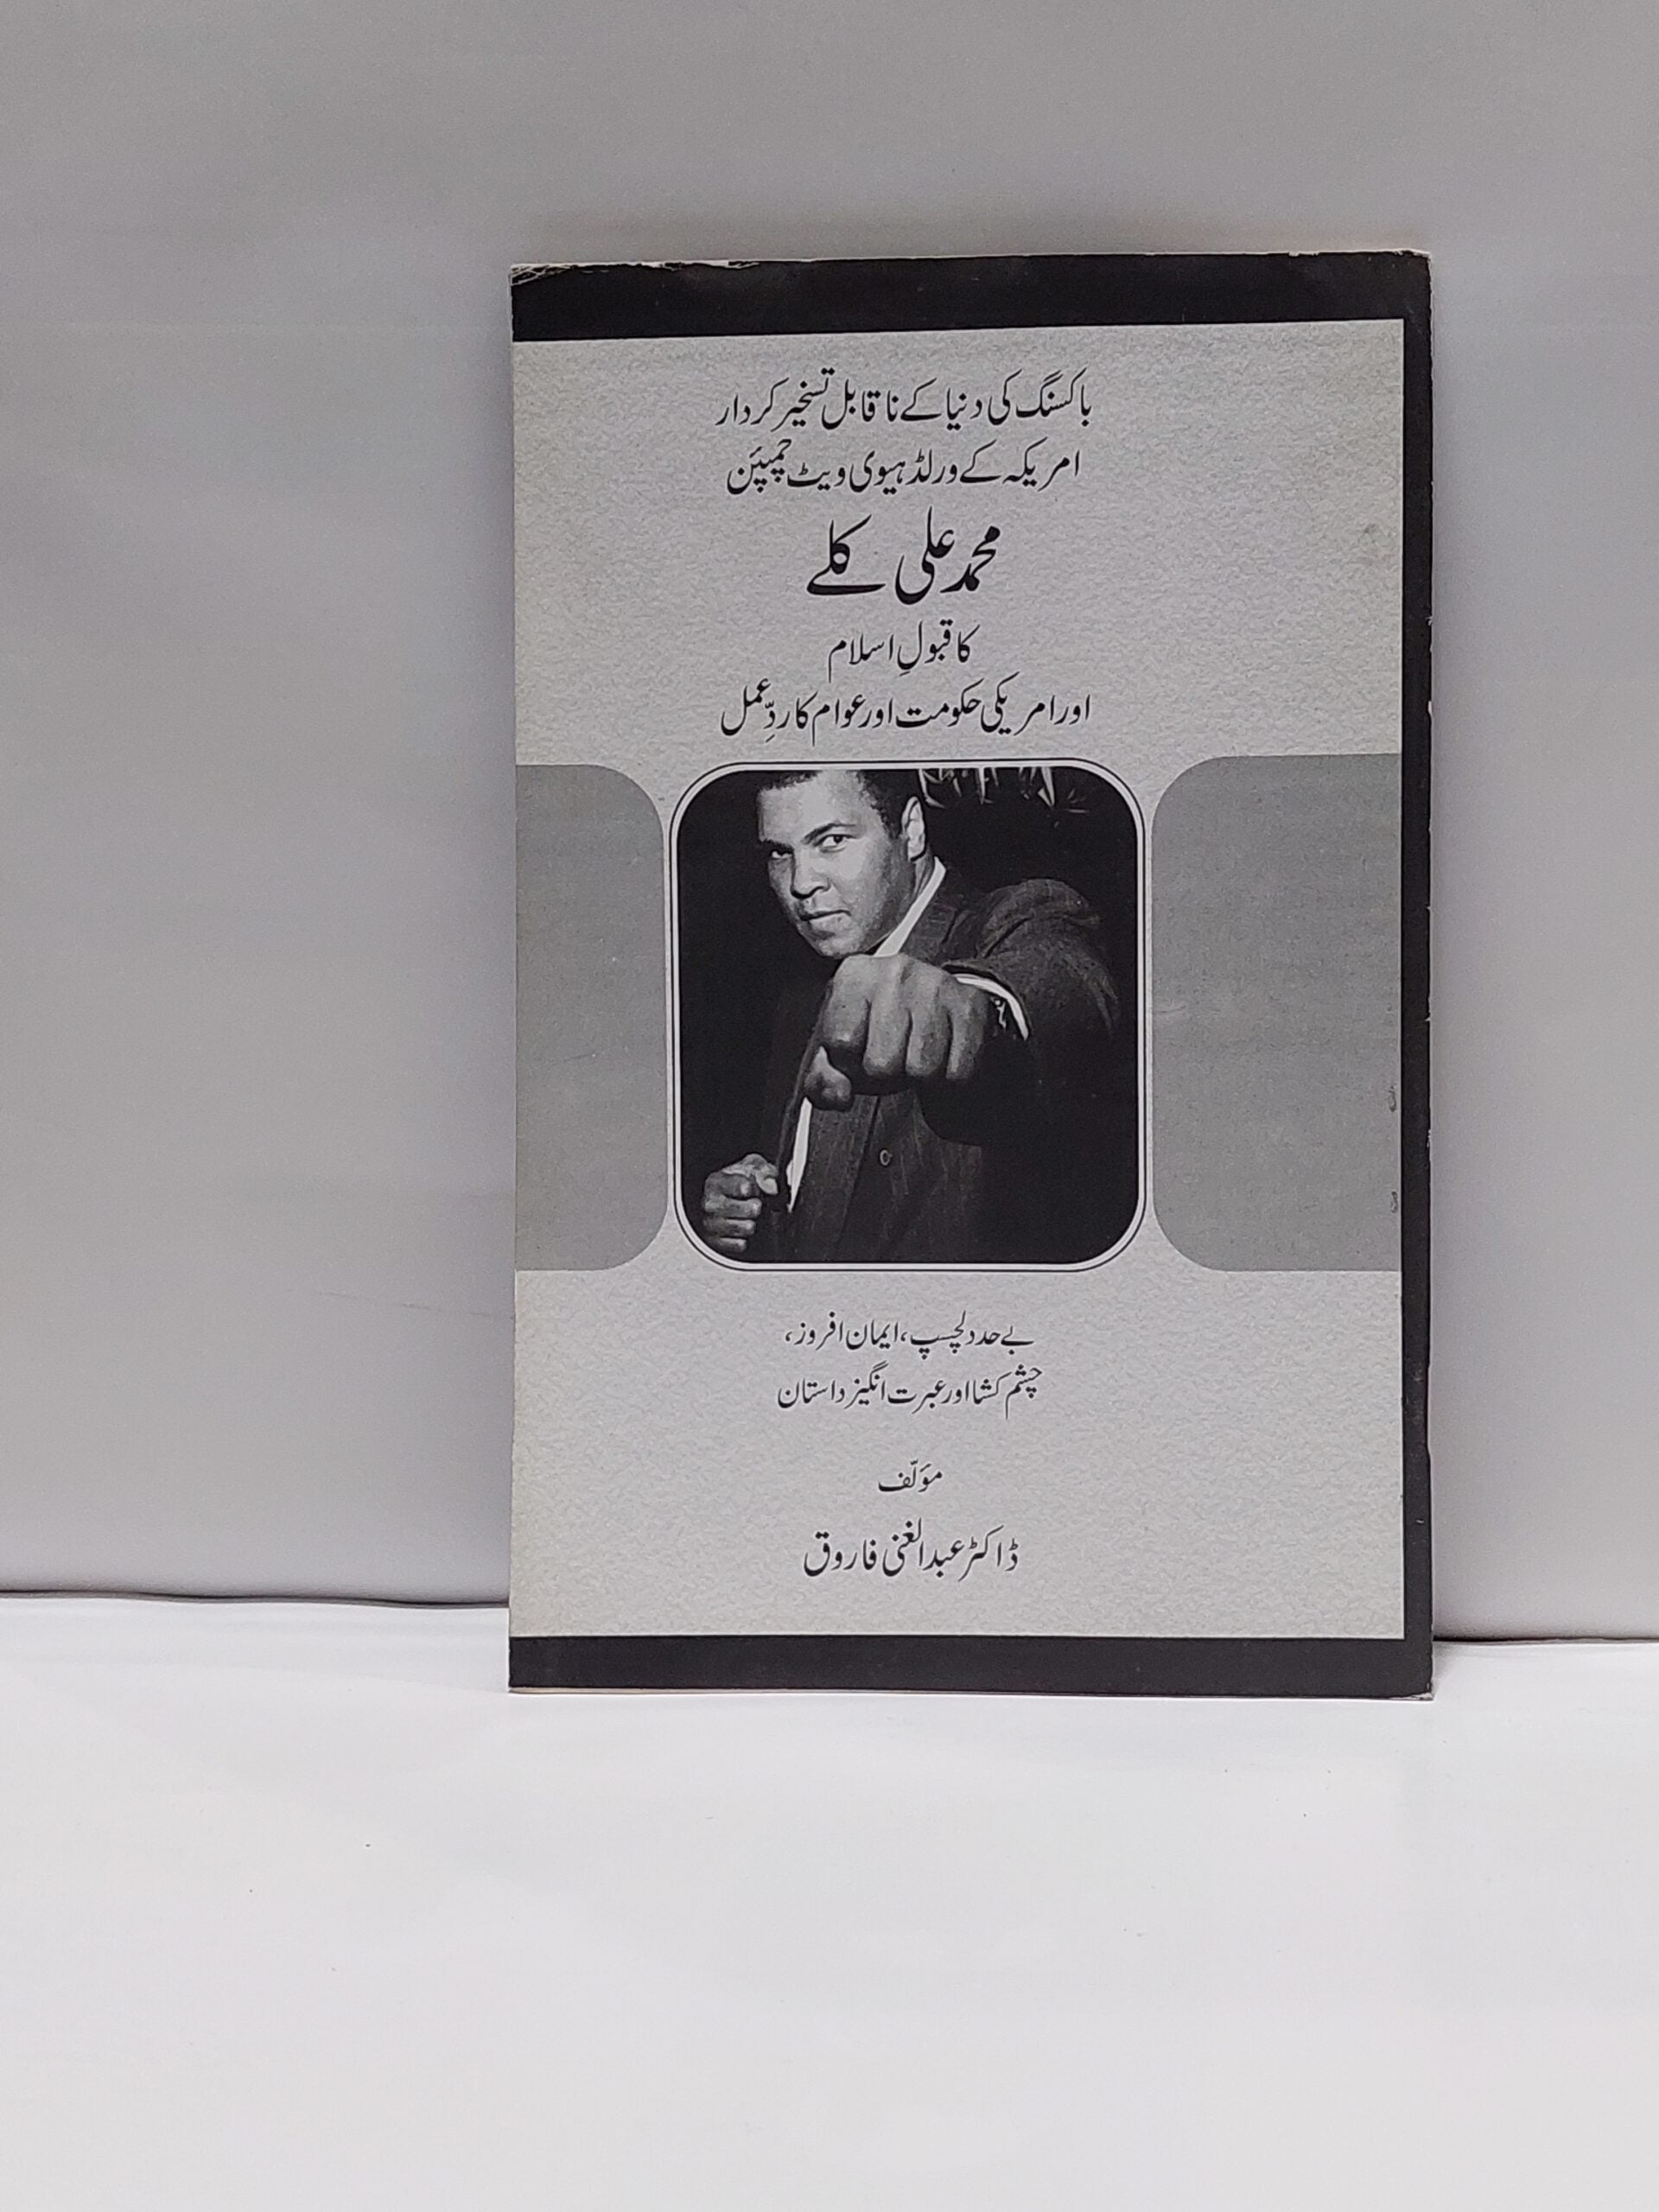 باکسنگ کی دنیا کے ناقابل تسخیر کردار
امریکہ کے ورلڈ ہیوی ویٹ چمپئن
محمد علی کلے
کا قبولِ اسلام
اور امریکی حکومت اور عوام کا ردِّ عمل
بے حد دلچسپ، ایمان افروز،
چشم کشا اور عبرت انگیز داستان
مؤلّف
ڈاکٹر عبدالغنی فاروق